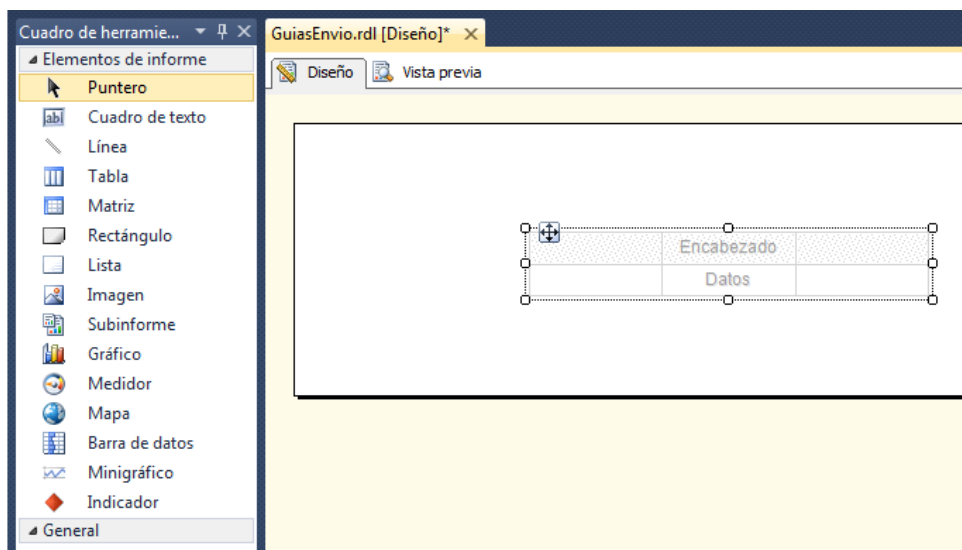 Cuadro de herramie...
Elementos de informe
Puntero
Cuadro de texto
Línea
Tabla
Matriz
Rectángulo
Lista
Imagen
Subinforme
Gráfico
Medidor
Mapa
Barra de datos
Minigráfico
Indicador
General
GuiasEnvio.rdl [Diseño]*
Diseño
Vista previa
Encabezado
Datos